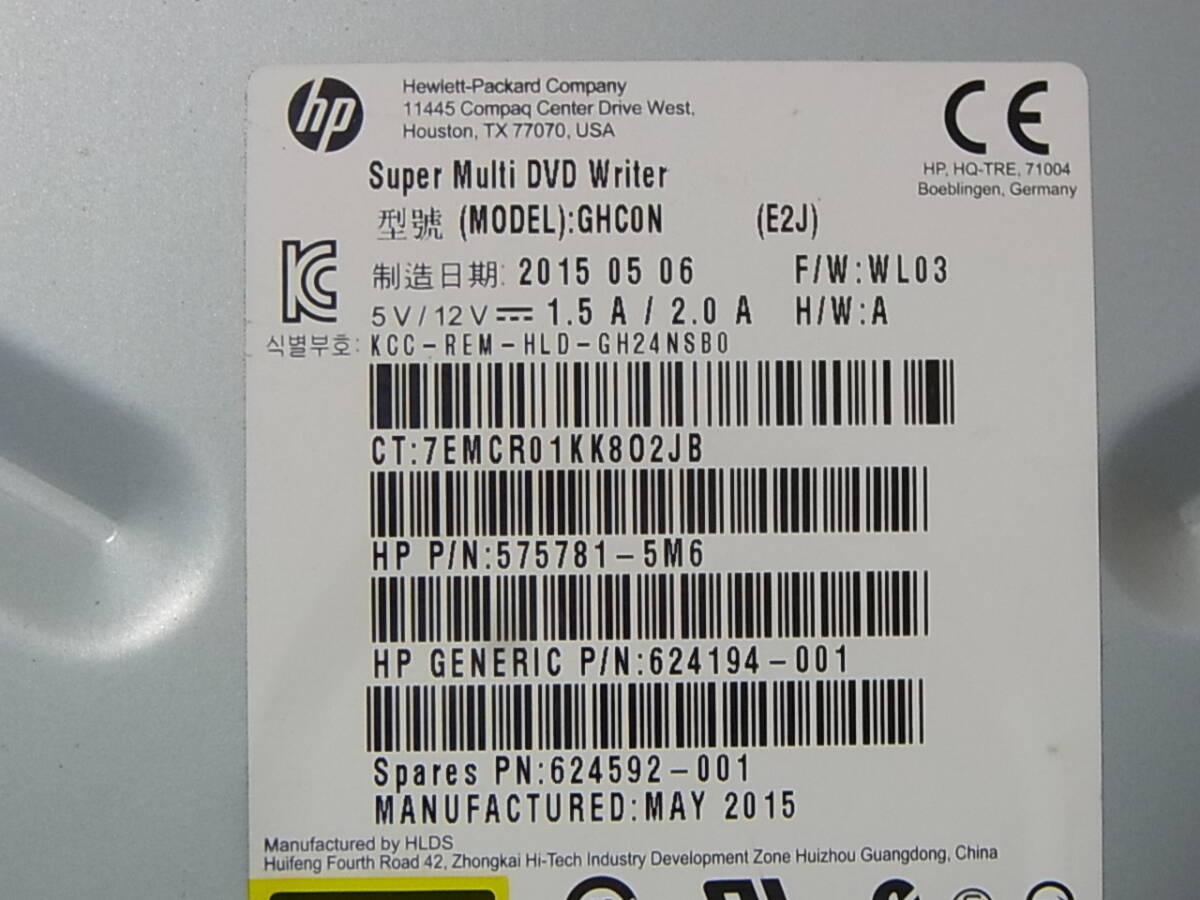 hp
Hewlett-Packard Company
11445 Compaq Center Drive West,
Houston, TX 77070, USA
CE
HP, HQ-TRE, 71004
Boeblingen, Germany
Super Multi DVD Writer
型號 (MODEL):GHC0N (E2J)
制造日期: 2015 05 06 F/W:WL03
5V/12V 1.5 A / 2.0 A H/W:A
식별부호: KCC-REM-HLD-GH24NSB0
CT:7EMCR01KK8O2JB
HP P/N:575781-5M6
HP GENERIC P/N:624194-001
Spares PN:624592-001
MANUFACTURED:MAY 2015
Manufactured by HLDS
Huifeng Fourth Road 42, Zhongkai Hi-Tech Industry Development Zone Huizhou Guangdong, China